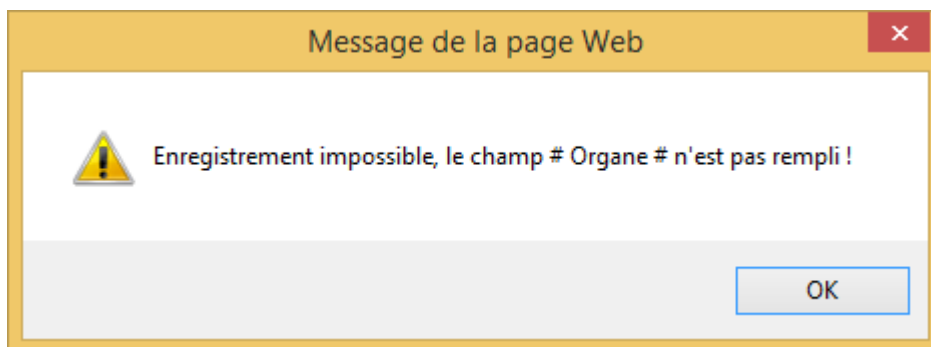 Message de la page Web
Enregistrement impossible, le champ # Organe # n'est pas rempli !
OK